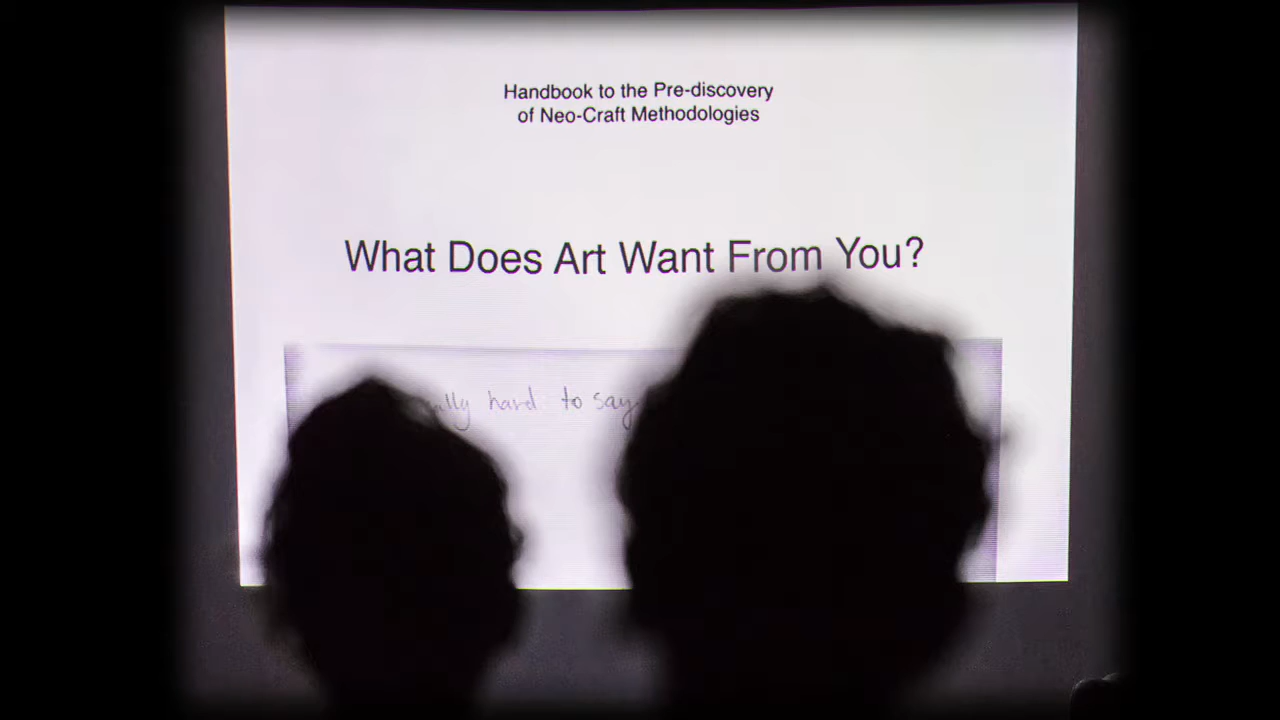 Handbook to the Pre-discovery
of Neo-Craft Methodologies
What Does Art Want From You?
hard to say